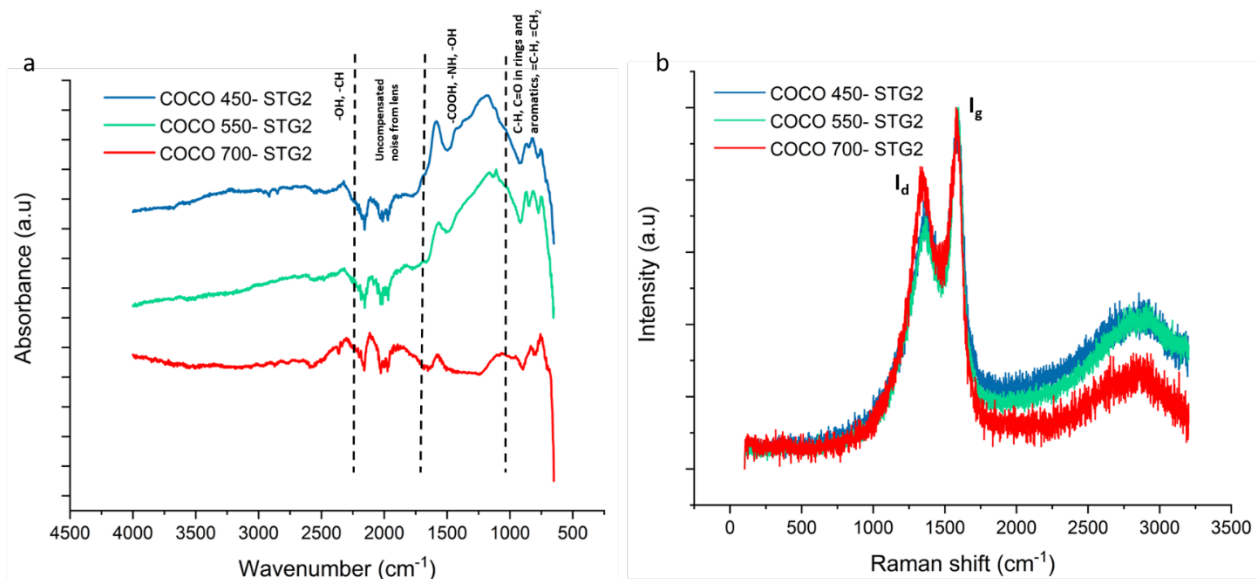 a
COCO 450- STG2
COCO 550- STG2
COCO 700- STG2
-OH, -CH
Uncompensated
noise from lens
-COOH, -NH, -OH
C-H, C=O in rings and
aromatics, =C-H, =CH₂
Absorbance (a.u)
4500 4000 3500 3000 2500 2000 1500 1000 500
Wavenumber (cm⁻¹)
b
COCO 450- STG2
COCO 550- STG2
COCO 700- STG2
I_d
I_g
Intensity (a.u)
0 500 1000 1500 2000 2500 3000 3500
Raman shift (cm⁻¹)